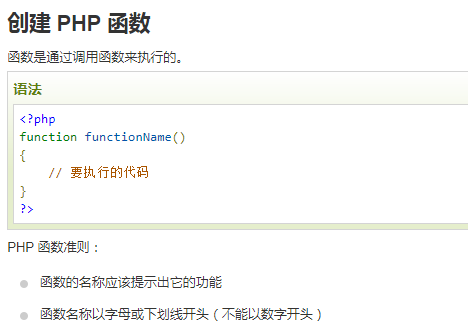 创建 PHP 函数
函数是通过调用函数来执行的。
语法
<?php
function functionName()
{
    // 要执行的代码
}
?>
PHP 函数准则：
函数的名称应该提示出它的功能
函数名称以字母或下划线开头（不能以数字开头）